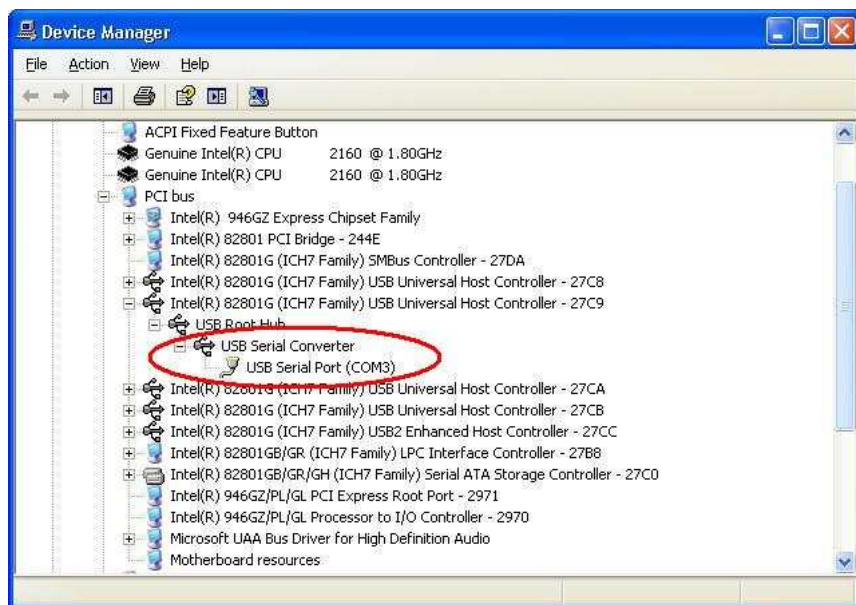 Device Manager
File Action View Help
ACPI Fixed Feature Button
Genuine Intel(R) CPU 2160 @ 1.80GHz
Genuine Intel(R) CPU 2160 @ 1.80GHz
PCI bus
Intel(R) 946GZ Express Chipset Family
Intel(R) 82801 PCI Bridge - 244E
Intel(R) 82801G (ICH7 Family) SMBus Controller - 27DA
Intel(R) 82801G (ICH7 Family) USB Universal Host Controller - 27C8
Intel(R) 82801G (ICH7 Family) USB Universal Host Controller - 27C9
USB Root Hub
USB Serial Converter
USB Serial Port (COM3)
Intel(R) 82801G (ICH7 Family) USB Universal Host Controller - 27CA
Intel(R) 82801G (ICH7 Family) USB Universal Host Controller - 27CB
Intel(R) 82801G (ICH7 Family) USB2 Enhanced Host Controller - 27CC
Intel(R) 82801GB/GR (ICH7 Family) LPC Interface Controller - 27B8
Intel(R) 82801GB/GR/GH (ICH7 Family) Serial ATA Storage Controller - 27C0
Intel(R) 946GZ/PL/GL PCI Express Root Port - 2971
Intel(R) 946GZ/PL/GL Processor to I/O Controller - 2970
Microsoft UAA Bus Driver for High Definition Audio
Motherboard resources